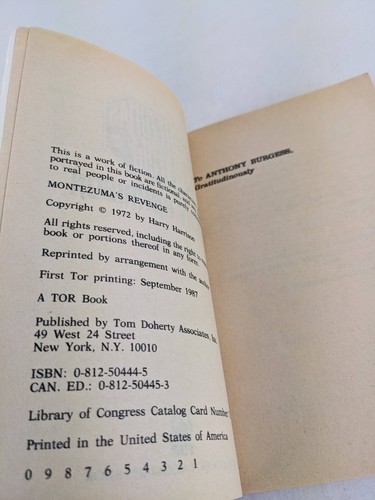 This is a work of fiction. All the
portrayed in this book are fictional and
to real people or incidents is purely
MONTEZUMA'S REVENGE
Copyright © 1972 by Harry Harrison
All rights reserved, including the right to
book or portions thereof in any form
Reprinted by arrangement with the author
First Tor printing: September 1987
A TOR Book
Published by Tom Doherty Associates,
49 West 24 Street
New York, N.Y. 10010
ISBN: 0-812-50444-5
CAN. ED.: 0-812-50445-3
Library of Congress Catalog Card Number
Printed in the United States of America
0 9 8 7 6 5 4 3 2 1
To ANTHONY BURGESS,
Gratitudinously